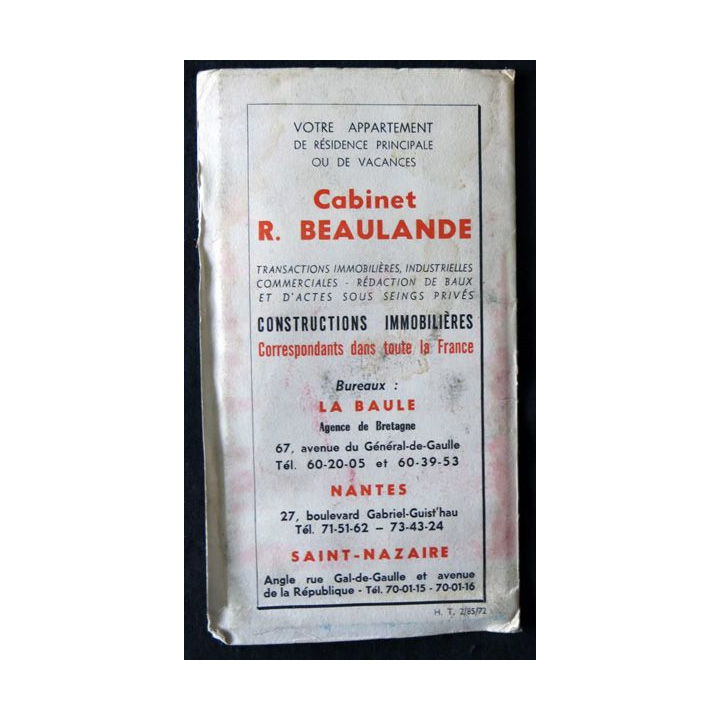 VOTRE APPARTEMENT
DE RÉSIDENCE PRINCIPALE
OU DE VACANCES
Cabinet
R. BEAULANDE
TRANSACTIONS IMMOBILIÈRES, INDUSTRIELLES
COMMERCIALES - RÉDACTION DE BAUX
ET D'ACTES SOUS SEINGS PRIVÉS
CONSTRUCTIONS IMMOBILIÈRES
Correspondants dans toute la France
Bureaux :
LA BAULE
Agence de Bretagne
67, avenue du Général-de-Gaulle
Tél. 60-20-05 et 60-39-53
NANTES
27, boulevard Gabriel-Guist'hau
Tél. 71-51-62 – 73-43-24
SAINT-NAZAIRE
Angle rue Gal-de-Gaulle et avenue
de la République - Tél. 70-01-15 - 70-01-16
H. T. 2/85/72